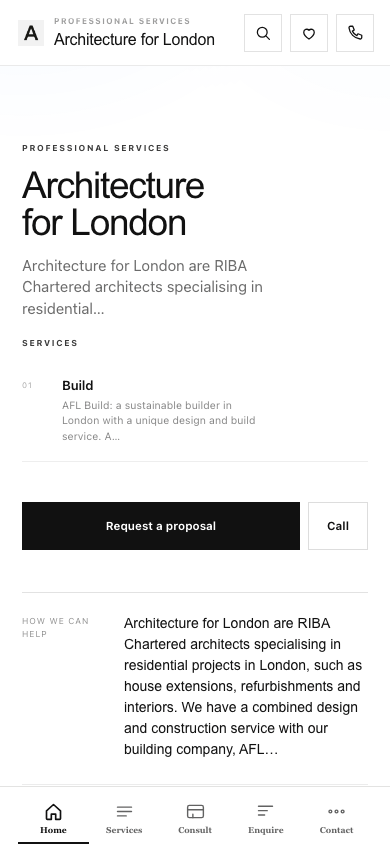 A
PROFESSIONAL SERVICES
Architecture for London
PROFESSIONAL SERVICES
Architecture
for London
Architecture for London are RIBA
Chartered architects specialising in
residential...
SERVICES
01
Build
AFL Build: a sustainable builder in
London with a unique design and build
service. A...
Request a proposal
Call
HOW WE CAN
HELP
Architecture for London are RIBA
Chartered architects specialising in
residential projects in London, such as
house extensions, refurbishments and
interiors. We have a combined design
and construction service with our
building company, AFL…
Home
Services
Consult
Enquire
Contact